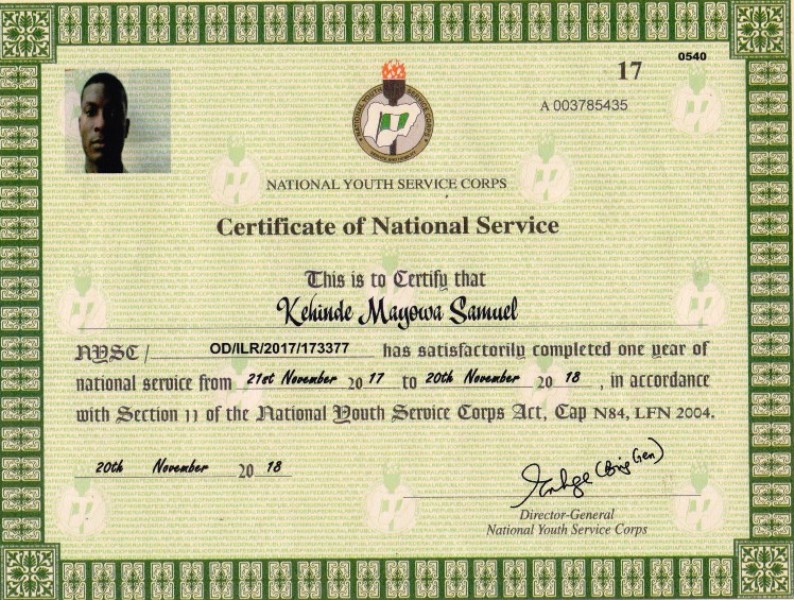 0540
17
A 003785435
NATIONAL YOUTH SERVICE CORPS
Certificate of National Service
This is to Certify that
Kehinde Mayowa Samuel
NYSC / OD/ILR/2017/173377 has satisfactorily completed one year of
national service from 21st November 2017 to 20th November 2018, in accordance
with Section 11 of the National Youth Service Corps Act, Cap N84, LFN 2004.
20th November 2018
(Brig Gen)
Director-General
National Youth Service Corps